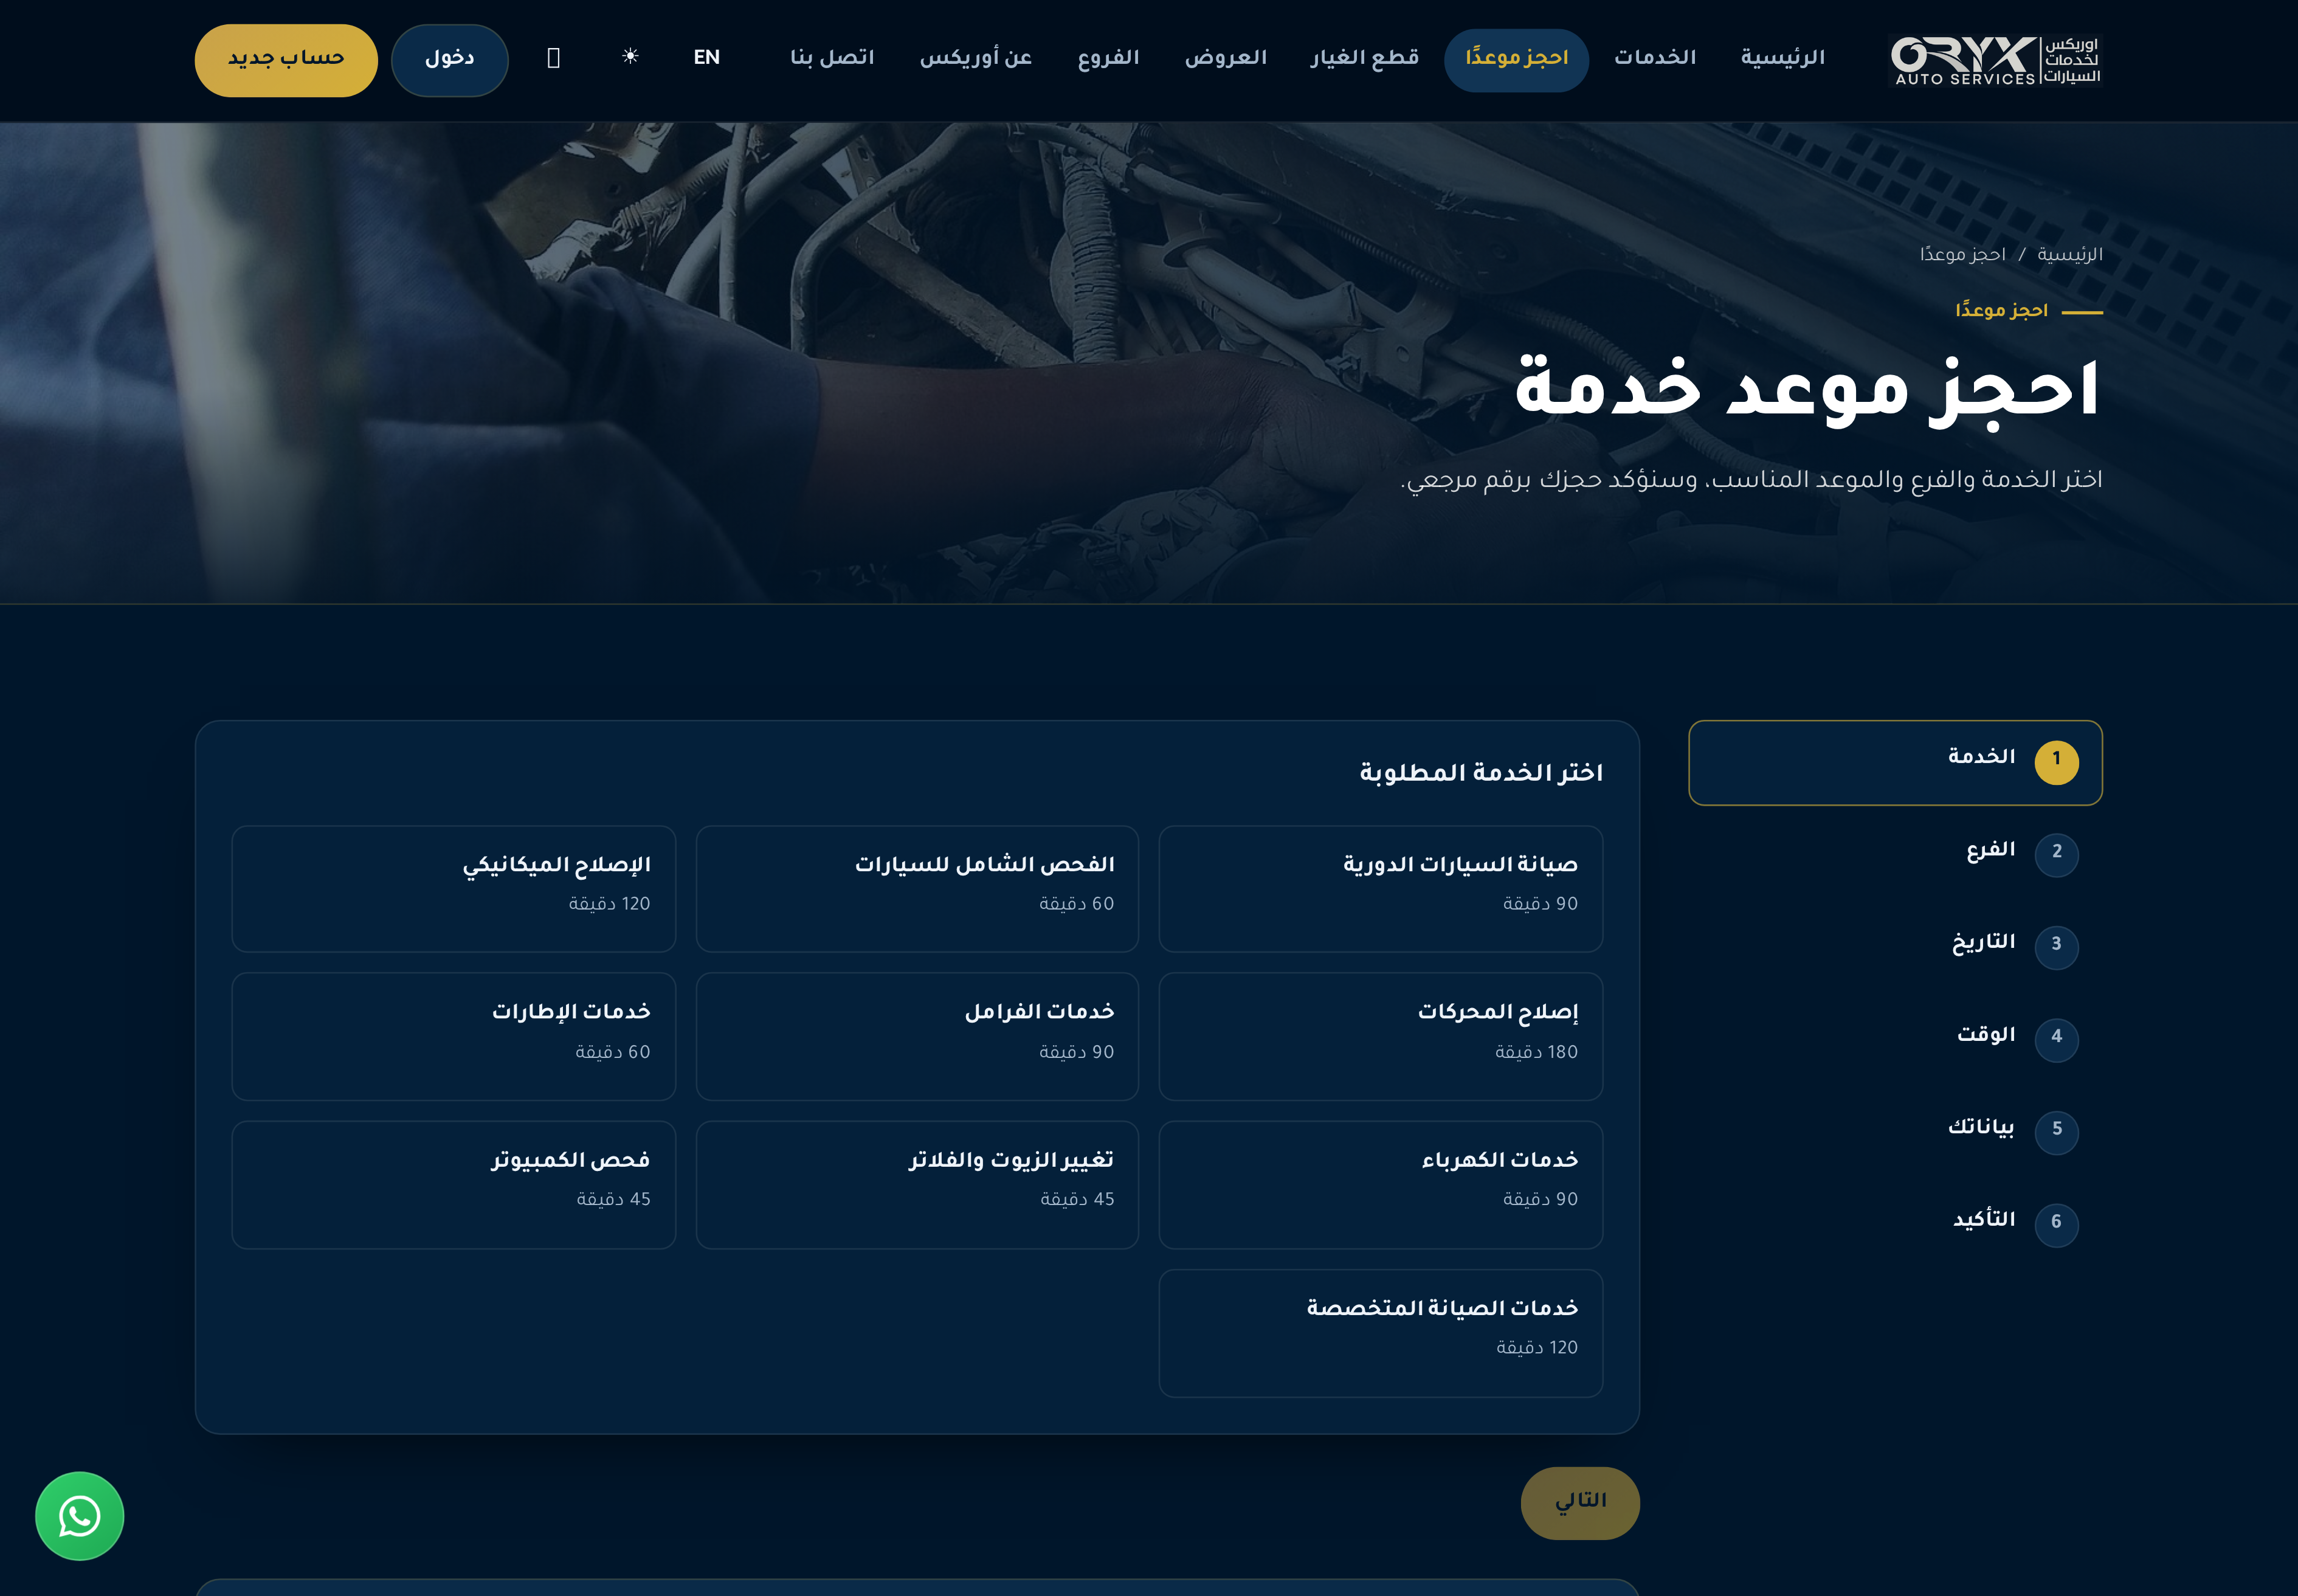 ORYX
AUTO SERVICES
اوريكس
لخدمات
السيارات
الرئيسية
الخدمات
احجز موعدًا
قطع الغيار
العروض
الفروع
عن أوريكس
اتصل بنا
EN
دخول
حساب جديد
الرئيسية / احجز موعدًا
احجز موعدًا
احجز موعد خدمة
اختر الخدمة والفرع والموعد المناسب، وسنؤكد حجزك برقم مرجعي.
1 الخدمة
2 الفرع
3 التاريخ
4 الوقت
5 بياناتك
6 التأكيد
اختر الخدمة المطلوبة
صيانة السيارات الدورية
90 دقيقة
الفحص الشامل للسيارات
60 دقيقة
الإصلاح الميكانيكي
120 دقيقة
إصلاح المحركات
180 دقيقة
خدمات الفرامل
90 دقيقة
خدمات الإطارات
60 دقيقة
خدمات الكهرباء
90 دقيقة
تغيير الزيوت والفلاتر
45 دقيقة
فحص الكمبيوتر
45 دقيقة
خدمات الصيانة المتخصصة
120 دقيقة
التالي